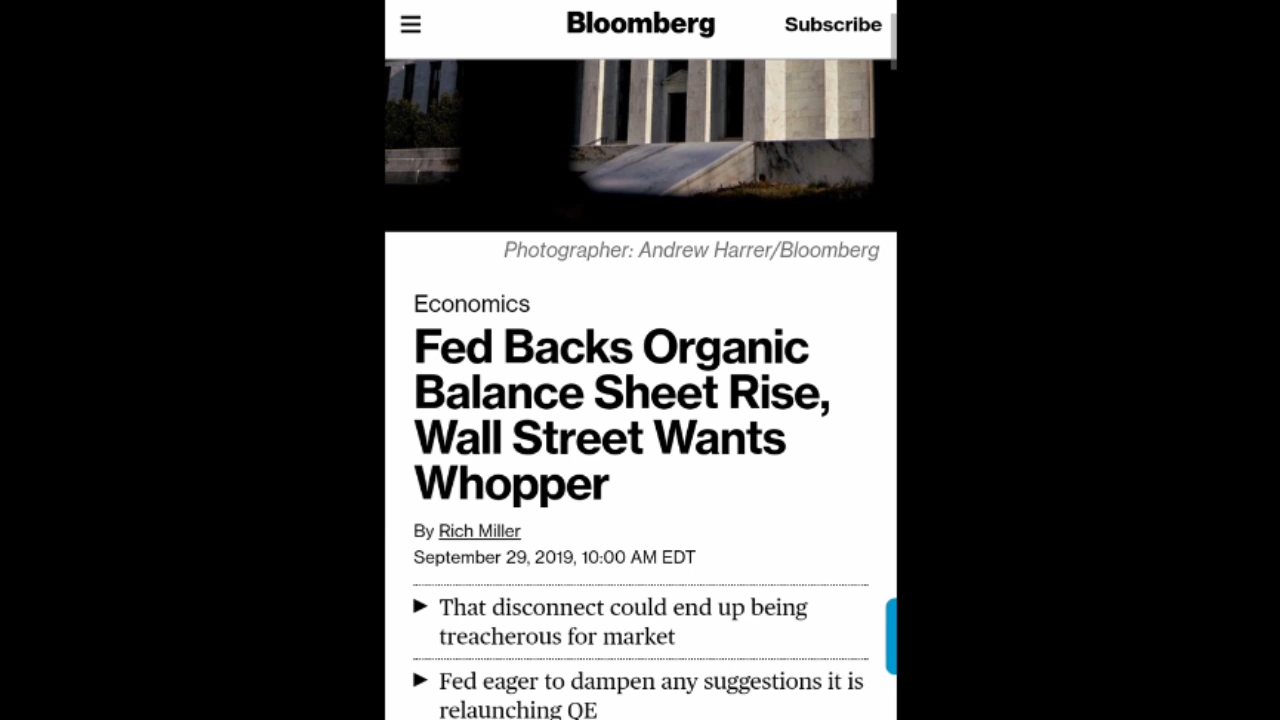 Bloomberg
Subscribe
Photographer: Andrew Harrer/Bloomberg
Economics
Fed Backs Organic
Balance Sheet Rise,
Wall Street Wants
Whopper
By Rich Miller
September 29, 2019, 10:00 AM EDT
► That disconnect could end up being
treacherous for market
► Fed eager to dampen any suggestions it is
relaunching QE